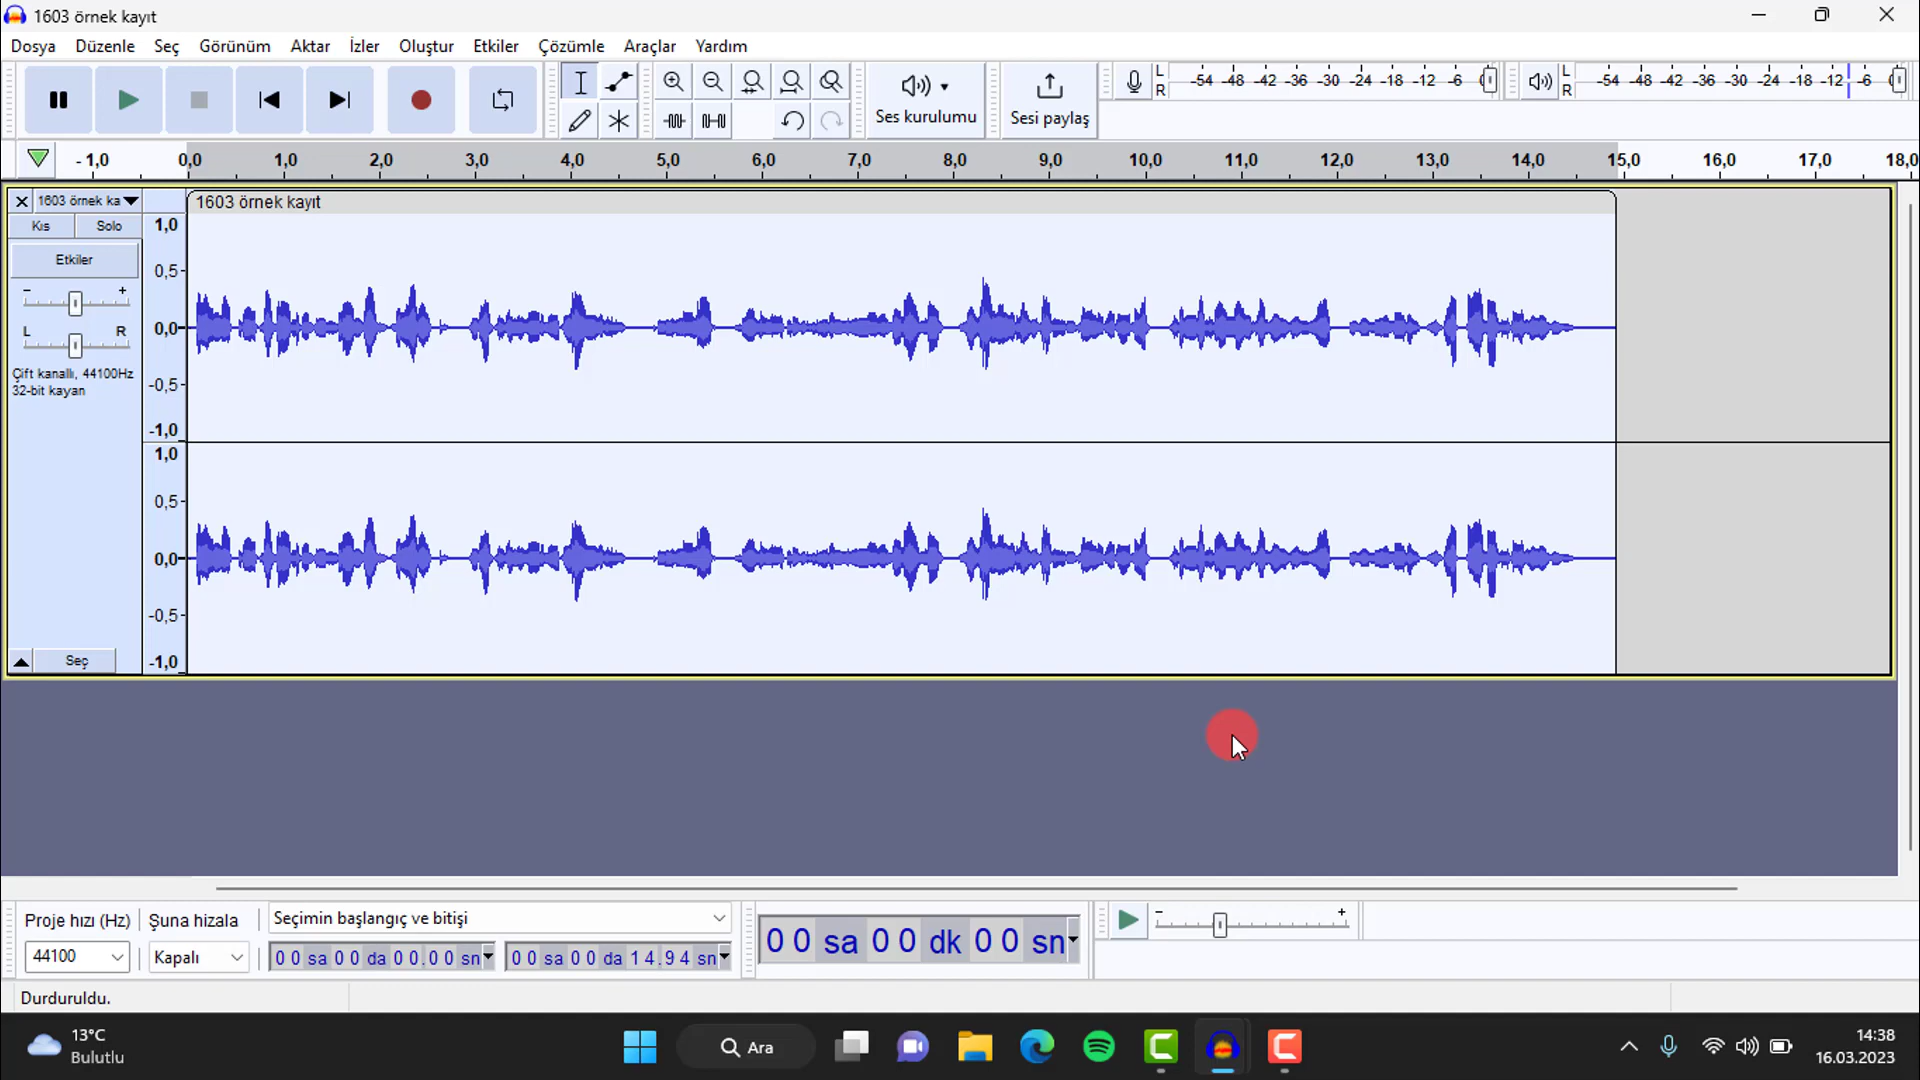 1603 örnek kayıt
Dosya Düzenle Seç Görünüm Aktar İzler Oluştur Etkiler Çözümle Araçlar Yardım
Ses kurulumu
Sesi paylaş
L R -54 -48 -42 -36 -30 -24 -18 -12 -6 0
L R -54 -48 -42 -36 -30 -24 -18 -12 -6 0
- 1,0 0,0 1,0 2,0 3,0 4,0 5,0 6,0 7,0 8,0 9,0 10,0 11,0 12,0 13,0 14,0 15,0 16,0 17,0 18,0
1603 örnek ka
1603 örnek kayıt
Kıs Solo
Etkiler
- +
L R
Çift kanallı, 44100Hz
32-bit kayan
Seç
1,0
0,5-
0,0-
-0,5-
-1,0
1,0
0,5-
0,0-
-0,5-
-1,0
Proje hızı (Hz) Şuna hizala Seçimin başlangıç ve bitişi
44100 Kapalı 00 sa 00 da 00.00 sn 00 sa 00 da 14.94 sn
00 sa 00 dk 00 sn
- +
Durduruldu.
13°C
Bulutlu
Ara
14:38
16.03.2023